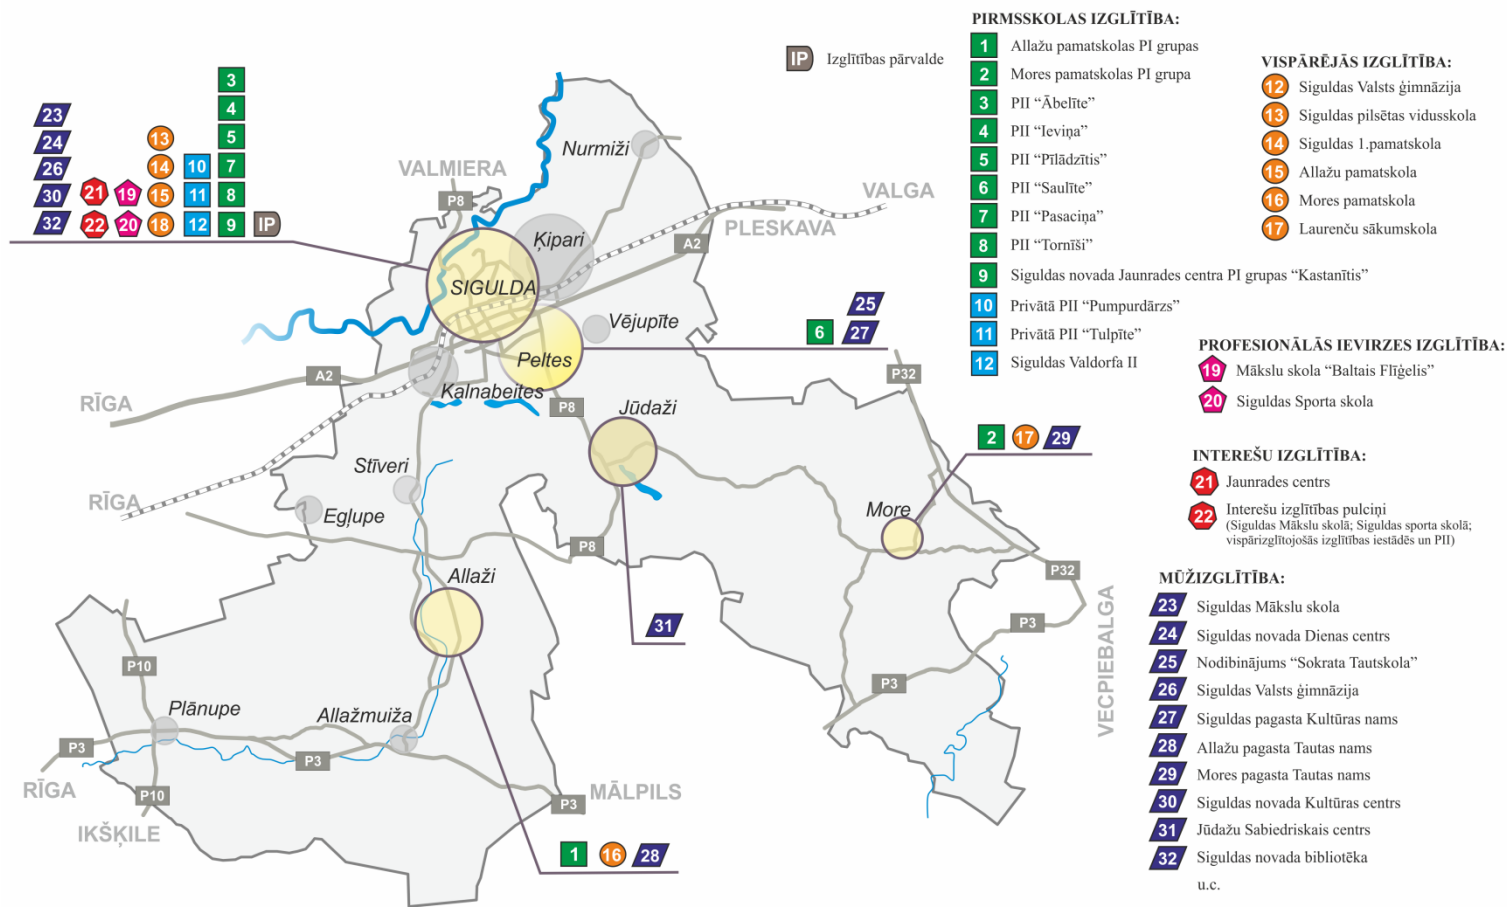 IP Izglītības pārvalde
PIRMSSKOLAS IZGLĪTĪBA:
1 Allažu pamatskolas PI grupas
2 Mores pamatskolas PI grupa
3 PII “Ābelīte”
4 PII “Ieviņa”
5 PII “Pīlādzītis”
6 PII “Saulīte”
7 PII “Pasaciņa”
8 PII “Tornīši”
9 Siguldas novada Jaunrades centra PI grupas “Kastanītis”
10 Privātā PII “Pumpurdārzs”
11 Privātā PII “Tulpīte”
12 Siguldas Valdorfa II
VISPĀRĒJĀS IZGLĪTĪBA:
12 Siguldas Valsts ģimnāzija
13 Siguldas pilsētas vidusskola
14 Siguldas 1.pamatskola
15 Allažu pamatskola
16 Mores pamatskola
17 Laurenču sākumskola
PROFESIONĀLĀS IEVIRZES IZGLĪTĪBA:
19 Mākslu skola “Baltais Flīģelis”
20 Siguldas Sporta skola
INTEREŠU IZGLĪTĪBA:
21 Jaunrades centrs
22 Interešu izglītības pulciņi
(Siguldas Mākslu skolā; Siguldas sporta skolā;
vispārizglītojošās izglītības iestādēs un PII)
MŪŽIZGLĪTĪBA:
23 Siguldas Mākslu skola
24 Siguldas novada Dienas centrs
25 Nodibinājums “Sokrata Tautskola”
26 Siguldas Valsts ģimnāzija
27 Siguldas pagasta Kultūras nams
28 Allažu pagasta Tautas nams
29 Mores pagasta Tautas nams
30 Siguldas novada Kultūras centrs
31 Jūdažu Sabiedriskais centrs
32 Siguldas novada bibliotēka
u.c.
3
23 4
24 13 5
26 14 10 7
30 21 19 15 11 8
32 22 20 18 12 9 IP
Nurmiži
VALMIERA
P8
VALGA
PLESKAVA
A2
Ķipari
SIGULDA
25
6 27
Vējupīte
Peltes
A2
P32
Kalnabeites
RĪGA
P8
Jūdaži
2 17 29
Stīveri
RĪGA
Egļupe
More
P8
P32
Allaži
31
P3
VECPIEBALGA
P10
P3
Plānupe
Allažmuiža
P3
P3
RĪGA
P10
P3
MĀLPILS
IKŠĶILE
1 16 28